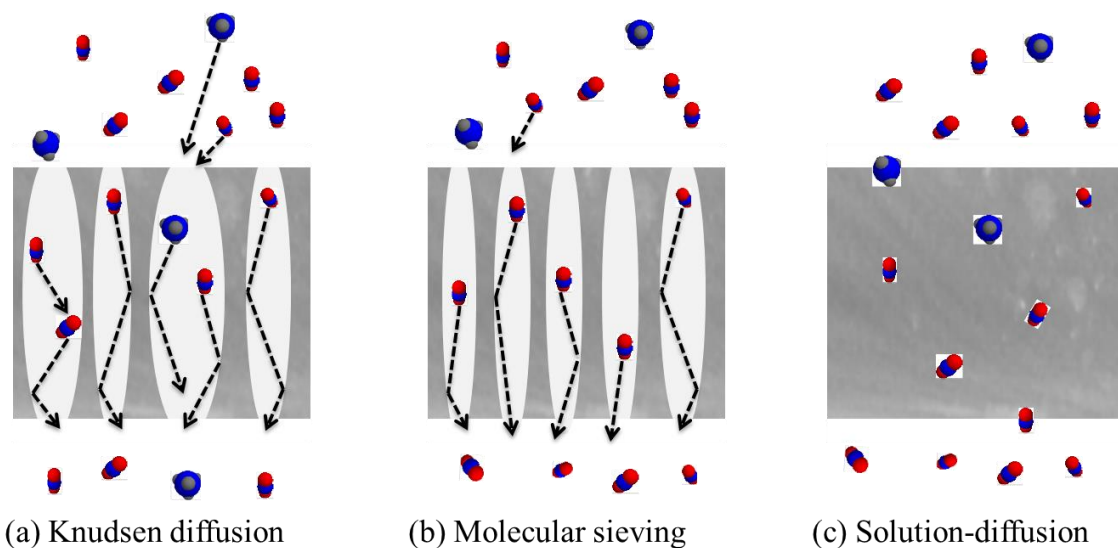 (a) Knudsen diffusion
(b) Molecular sieving
(c) Solution-diffusion